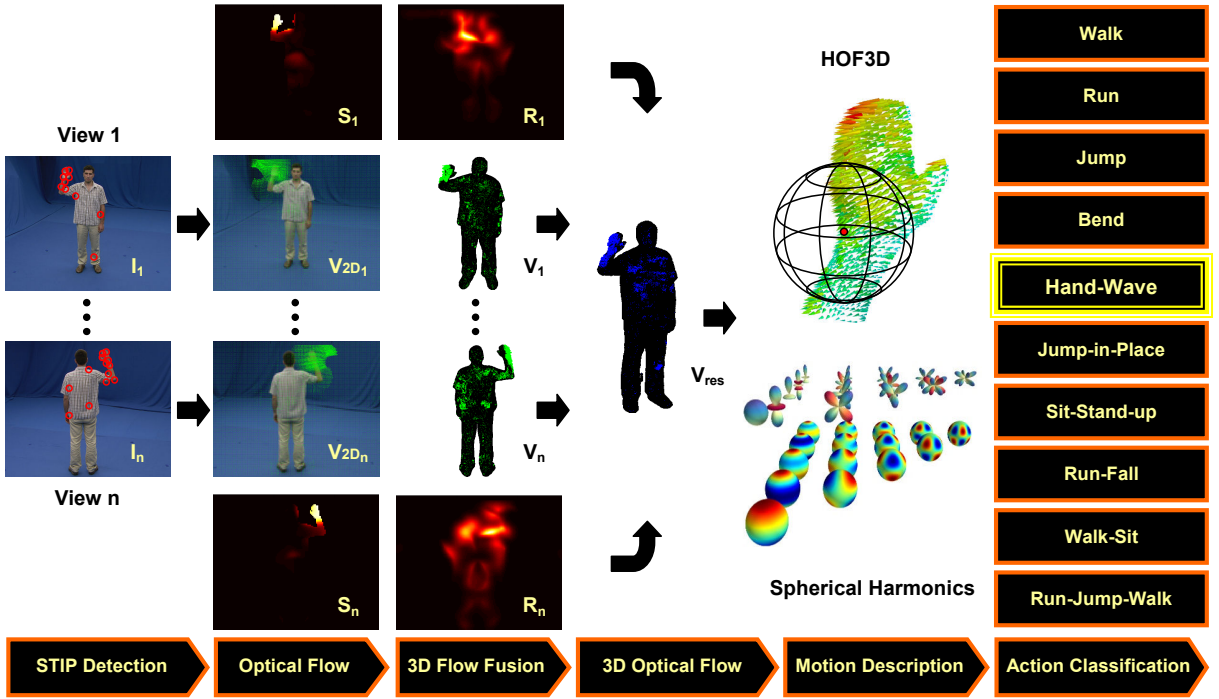 S1
R1
HOF3D
View 1
I1
V2D1
V1
Vres
In
V2Dn
Vn
View n
Sn
Rn
Spherical Harmonics
Walk
Run
Jump
Bend
Hand-Wave
Jump-in-Place
Sit-Stand-up
Run-Fall
Walk-Sit
Run-Jump-Walk
STIP Detection
Optical Flow
3D Flow Fusion
3D Optical Flow
Motion Description
Action Classification